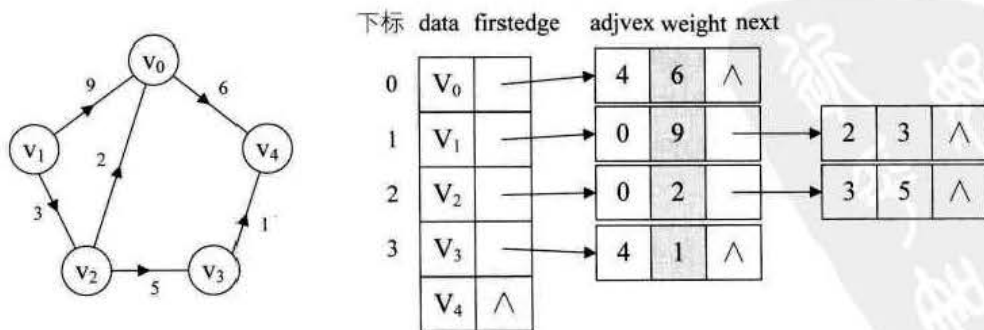 下标 data firstedge adjvex weight next
v₀
9
6
v₁
2
v₄
3
1
v₂
5
v₃
0 V₀ 4 6 ∧
1 V₁ 0 9 2 3 ∧
2 V₂ 0 2 3 5 ∧
3 V₃ 4 1 ∧
V₄ ∧